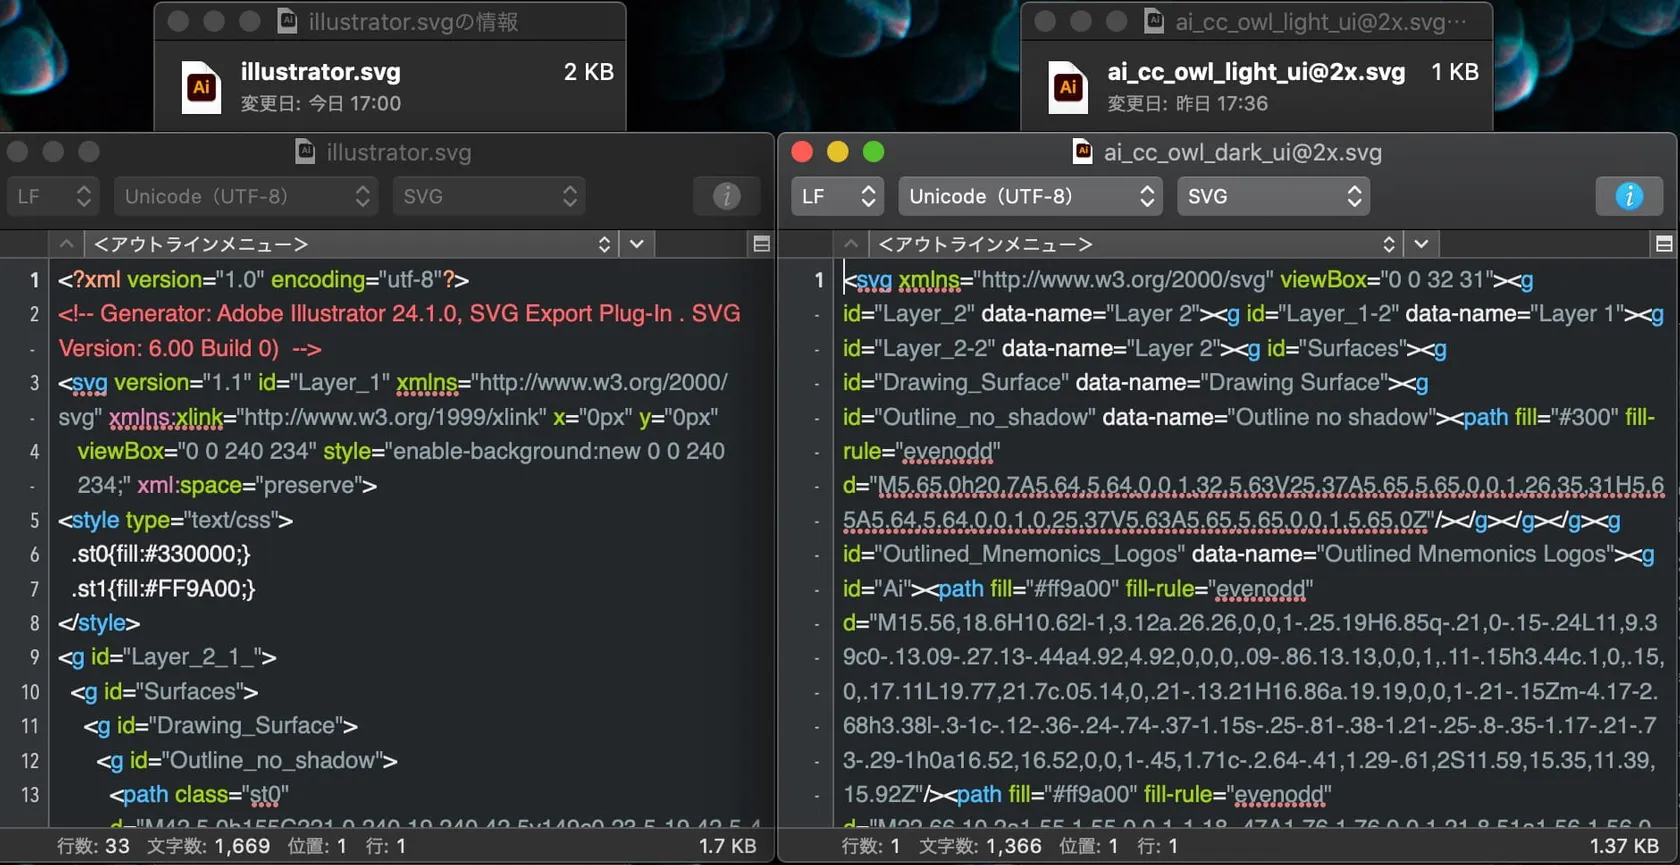 illustrator.svgの情報
Ai
illustrator.svg 2 KB
変更日: 今日 17:00
ai_cc_owl_light_ui@2x.svg…
Ai
ai_cc_owl_light_ui@2x.svg 1 KB
変更日: 昨日 17:36
illustrator.svg
LF Unicode（UTF-8） SVG i
<アウトラインメニュー>
1 <?xml version="1.0" encoding="utf-8"?>
2 <!-- Generator: Adobe Illustrator 24.1.0, SVG Export Plug-In . SVG
- Version: 6.00 Build 0)  -->
3 <svg version="1.1" id="Layer_1" xmlns="http://www.w3.org/2000/
- svg" xmlns:xlink="http://www.w3.org/1999/xlink" x="0px" y="0px"
4 viewBox="0 0 240 234" style="enable-background:new 0 0 240
- 234;" xml:space="preserve">
5 <style type="text/css">
6 .st0{fill:#330000;}
7 .st1{fill:#FF9A00;}
8 </style>
9 <g id="Layer_2_1_">
10 <g id="Surfaces">
11 <g id="Drawing_Surface">
12 <g id="Outline_no_shadow">
13 <path class="st0"
行数: 33 文字数: 1,669 位置: 1 行: 1 1.7 KB
ai_cc_owl_dark_ui@2x.svg
LF Unicode（UTF-8） SVG i
<アウトラインメニュー>
1 <svg xmlns="http://www.w3.org/2000/svg" viewBox="0 0 32 31"><g
- id="Layer_2" data-name="Layer 2"><g id="Layer_1-2" data-name="Layer 1"><g
- id="Layer_2-2" data-name="Layer 2"><g id="Surfaces"><g
- id="Drawing_Surface" data-name="Drawing Surface"><g
- id="Outline_no_shadow" data-name="Outline no shadow"><path fill="#300" fill-
- rule="evenodd"
- d="M5.65,0h20.7A5.64,5.64,0,0,1,32,5.63V25.37A5.65,5.65,0,0,1,26.35,31H5.6
- 5A5.64,5.64,0,0,1,0,25.37V5.63A5.65,5.65,0,0,1,5.65,0Z"/></g></g></g><g
- id="Outlined_Mnemonics_Logos" data-name="Outlined Mnemonics Logos"><g
- id="Ai"><path fill="#ff9a00" fill-rule="evenodd"
- d="M15.56,18.6H10.62l-1,3.12a.26.26,0,0,1-.25.19H6.85q-.21,0-.15-.24L11,9.3
- 9c0-.13.09-.27.13-.44a4.92,4.92,0,0,0,.09-.86.13.13,0,0,1,.11-.15h3.44c.1,0,.15,
- 0,.17.11L19.77,21.7c.05.14,0,.21-.13.21H16.86a.19.19,0,0,1-.21-.15Zm-4.17-2.
- 68h3.38l-.3-1c-.12-.36-.24-.74-.37-1.15s-.25-.81-.38-1.21-.25-.8-.35-1.17-.21-.7
- 3-.29-1h0a16.52,16.52,0,0,1-.45,1.71c-.2.64-.41,1.29-.61,2S11.59,15.35,11.39,
- 15.92Z"/><path fill="#ff9a00" fill-rule="evenodd"
行数: 1 文字数: 1,366 位置: 1 行: 1 1.37 KB